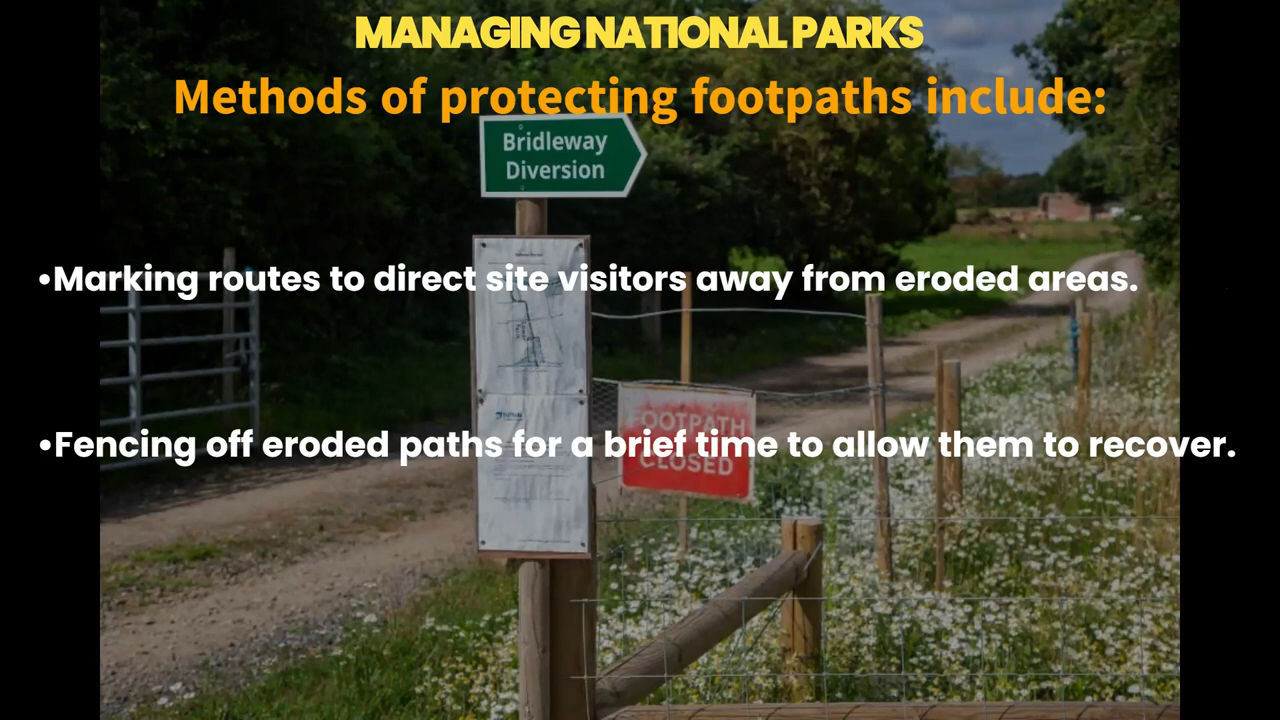 MANAGING NATIONAL PARKS
Methods of protecting footpaths include:
Bridleway
Diversion
•Marking routes to direct site visitors away from eroded areas.
FOOTPATH
•Fencing off eroded paths for a brief time to allow them to recover.
CLOSED